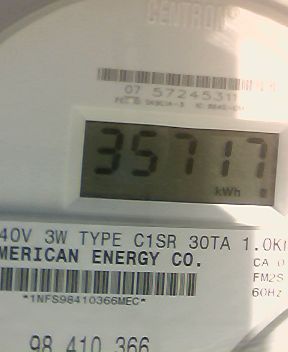 CENTRON
07 57245311
35717
kWh
40V 3W TYPE C1SR 30TA 1.0K
MERICAN ENERGY CO.
CA 0
FM2S
60Hz
*1NFS98410366MEC*
98 410 366